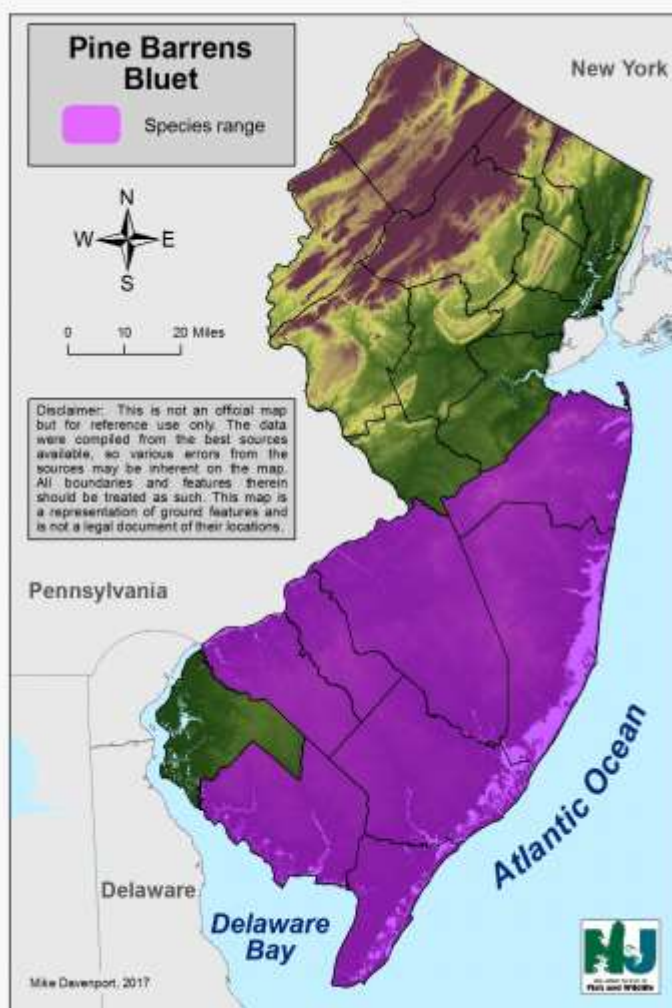 Pine Barrens
Bluet
Species range
New York
N
W E
S
0 10 20 Miles
Disclaimer: This is not an official map
but for reference use only. The data
were compiled from the best sources
available, so various errors from the
sources may be inherent on the map.
All boundaries and features therein
should be treated as such. This map is
a representation of ground features and
is not a legal document of their locations.
Pennsylvania
Atlantic Ocean
Delaware
Delaware
Bay
NJ
Fish and Wildlife
Mike Davenport, 2017